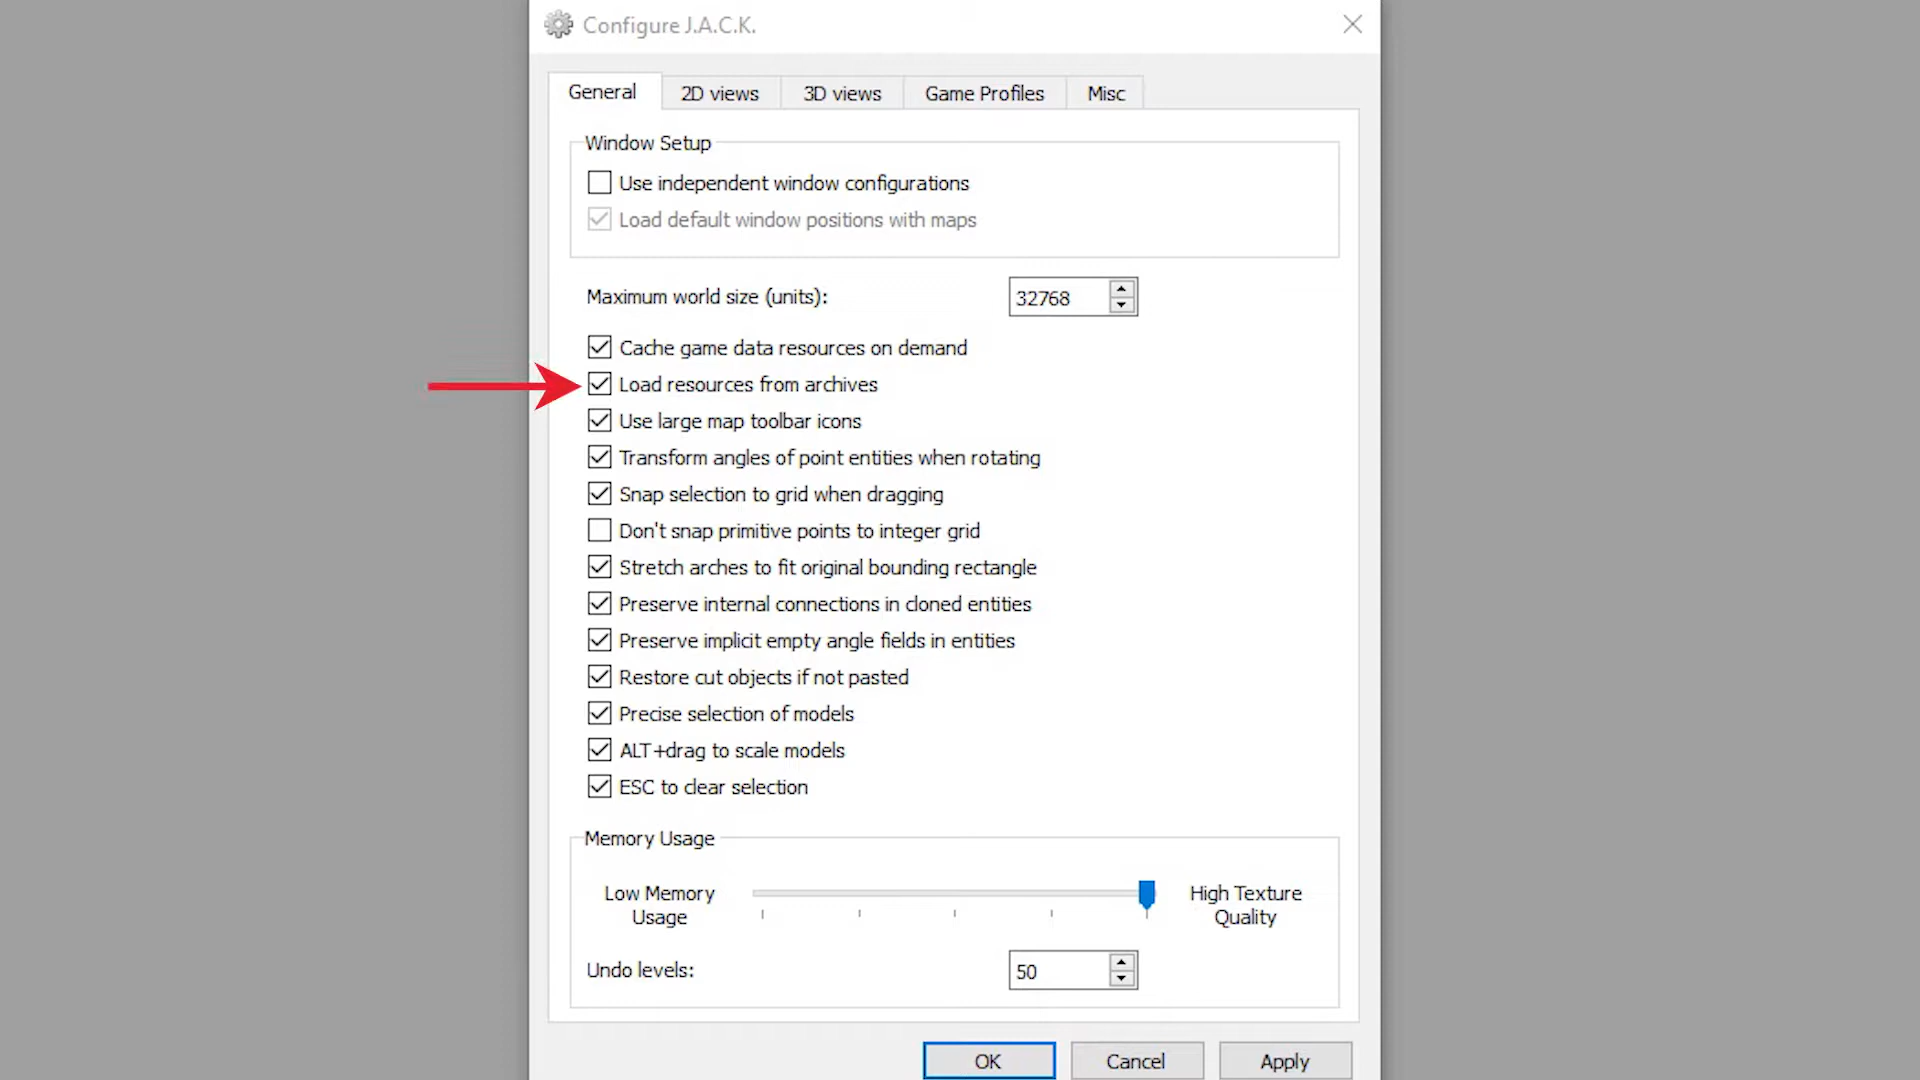 Configure J.A.C.K.
General
2D views
3D views
Game Profiles
Misc
Window Setup
Use independent window configurations
Load default window positions with maps
Maximum world size (units):
32768
Cache game data resources on demand
Load resources from archives
Use large map toolbar icons
Transform angles of point entities when rotating
Snap selection to grid when dragging
Don't snap primitive points to integer grid
Stretch arches to fit original bounding rectangle
Preserve internal connections in cloned entities
Preserve implicit empty angle fields in entities
Restore cut objects if not pasted
Precise selection of models
ALT+drag to scale models
ESC to clear selection
Memory Usage
Low Memory
Usage
High Texture
Quality
Undo levels:
50
OK
Cancel
Apply